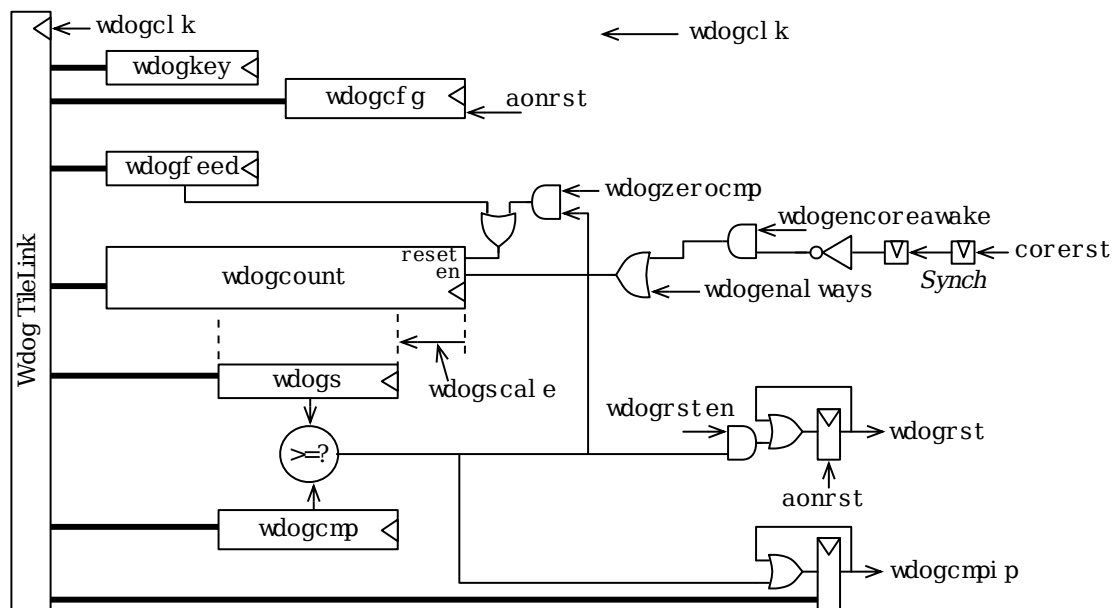 wdogclk
wdogclk
wdogkey
wdogcfg
aonrst
wdogfeed
wdogzerocmp
wdogencoreawake
corerst
Synch
reset
en
wdogcount
wdogenalways
Wdog TileLink
wdogs
wdogscale
wdogrsten
wdogrst
>=?
aonrst
wdogcmp
wdogcmpip